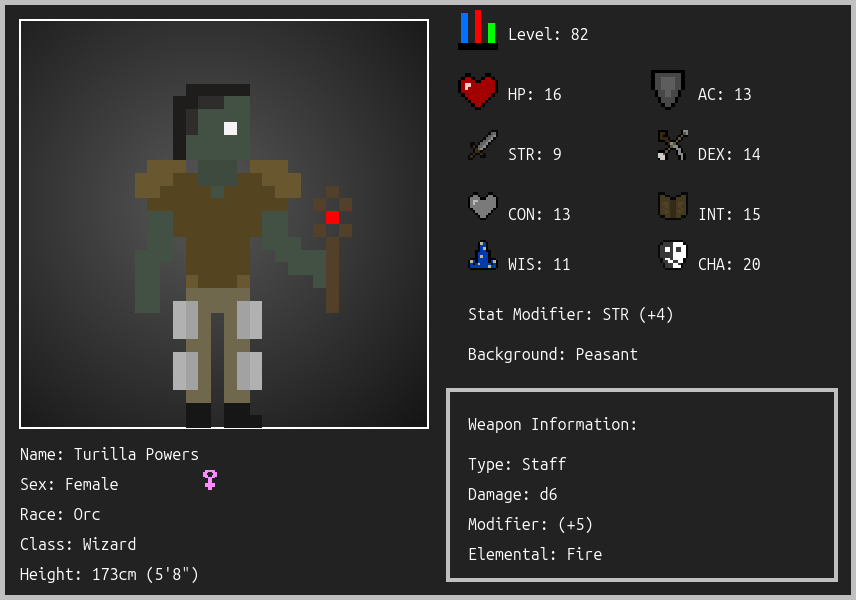 Level: 82
HP: 16
AC: 13
STR: 9
DEX: 14
CON: 13
INT: 15
WIS: 11
CHA: 20
Stat Modifier: STR (+4)
Background: Peasant
Weapon Information:
Type: Staff
Damage: d6
Modifier: (+5)
Elemental: Fire
Name: Turilla Powers
Sex: Female
Race: Orc
Class: Wizard
Height: 173cm (5'8")